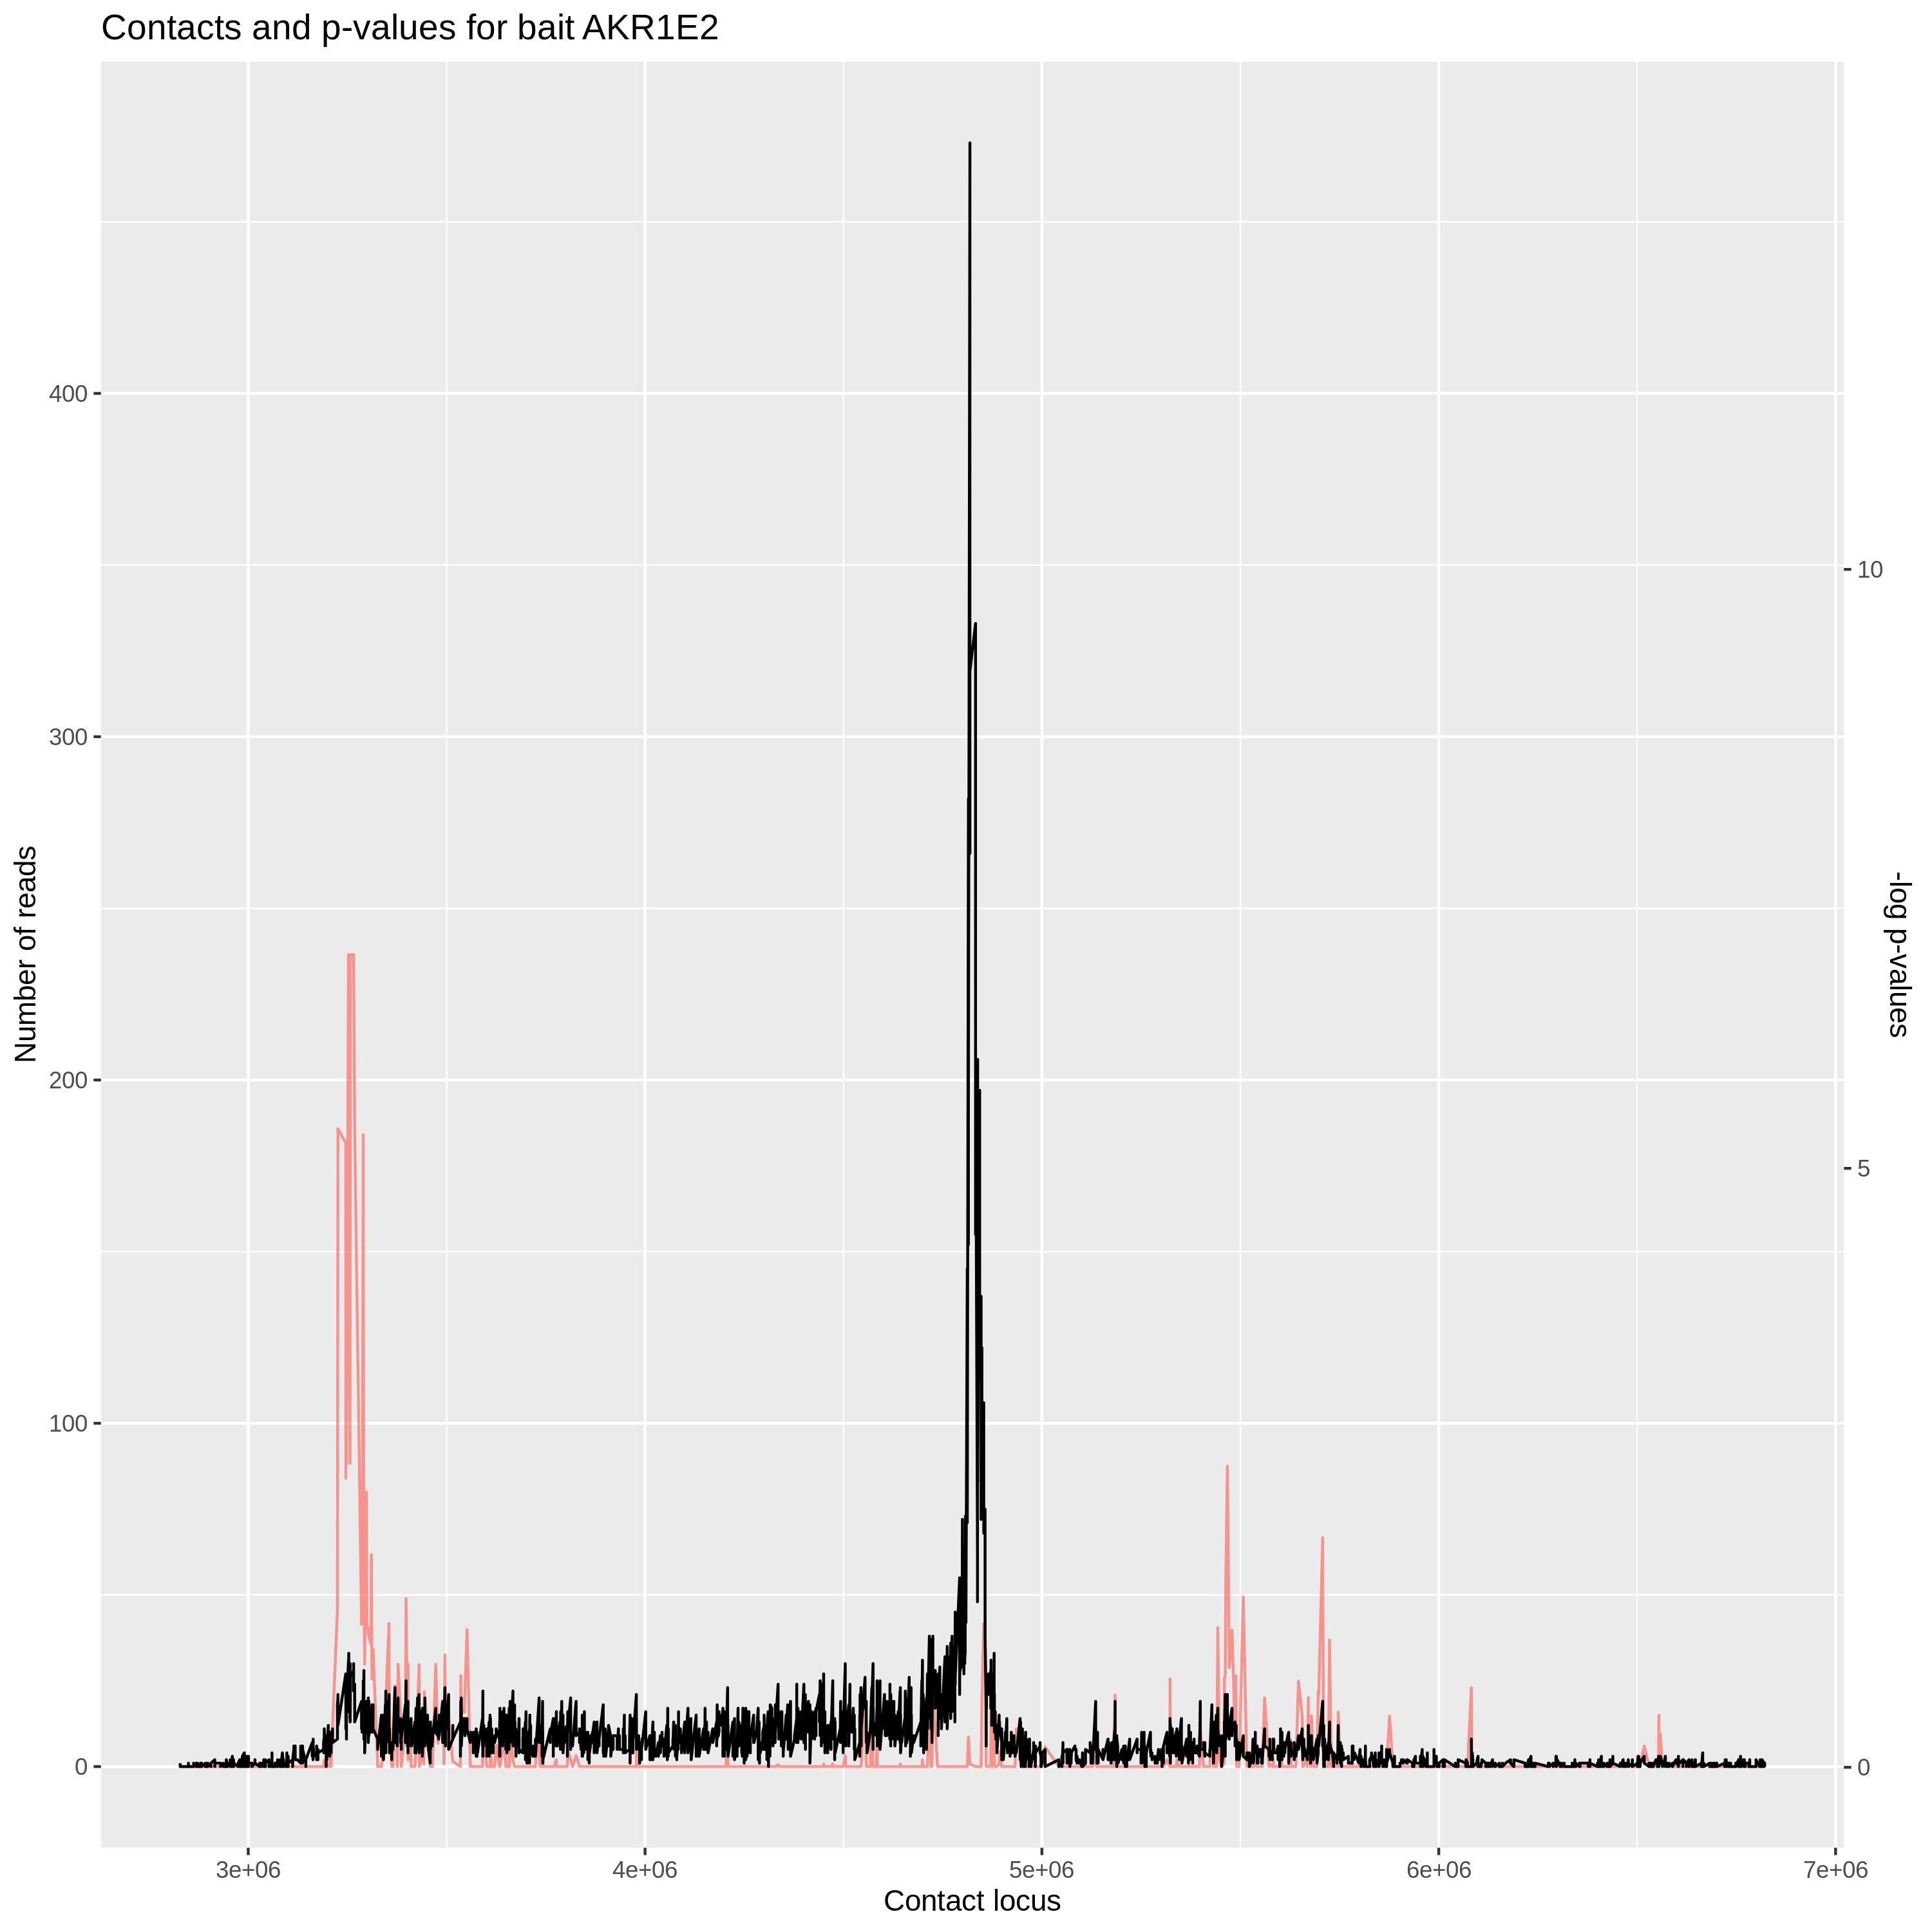 Contacts and p-values for bait AKR1E2
400
300
200
100
0
Number of reads
10
5
0
-log p-values
3e+06
4e+06
5e+06
6e+06
7e+06
Contact locus